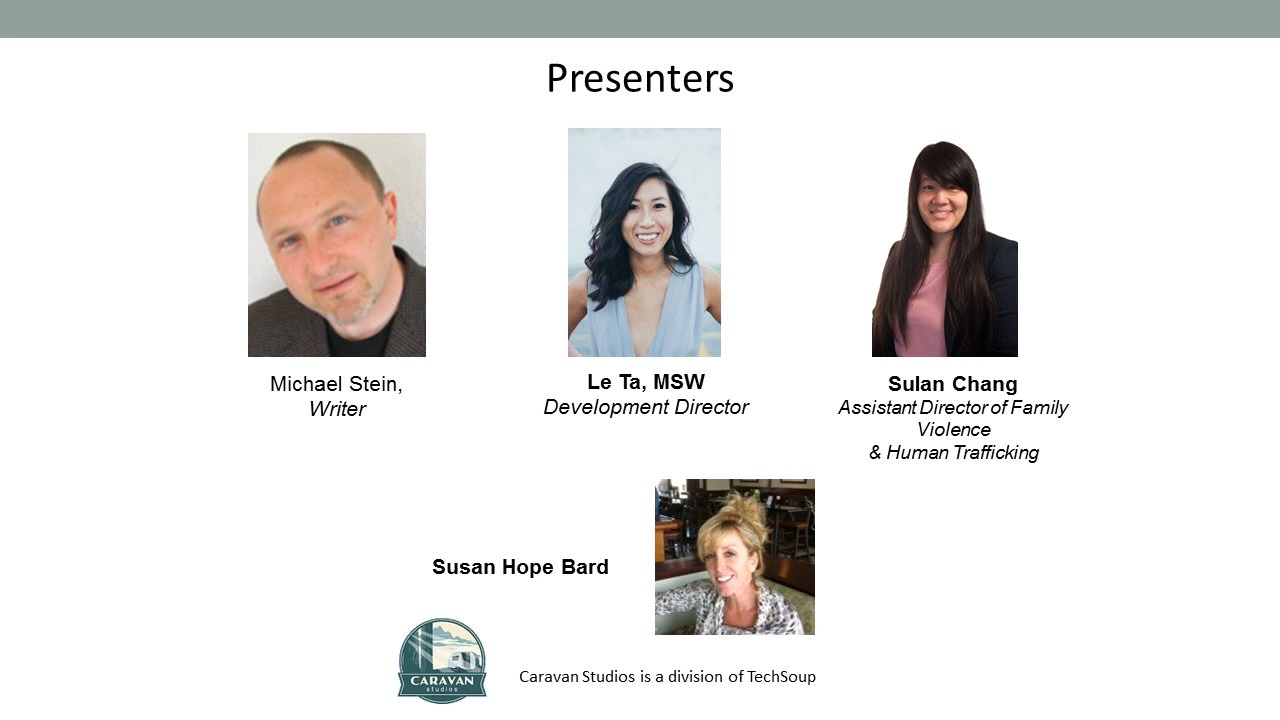 Presenters
Michael Stein,
Writer
Le Ta, MSW
Development Director
Sulan Chang
Assistant Director of Family
Violence
& Human Trafficking
Susan Hope Bard
CARAVAN
studios
Caravan Studios is a division of TechSoup